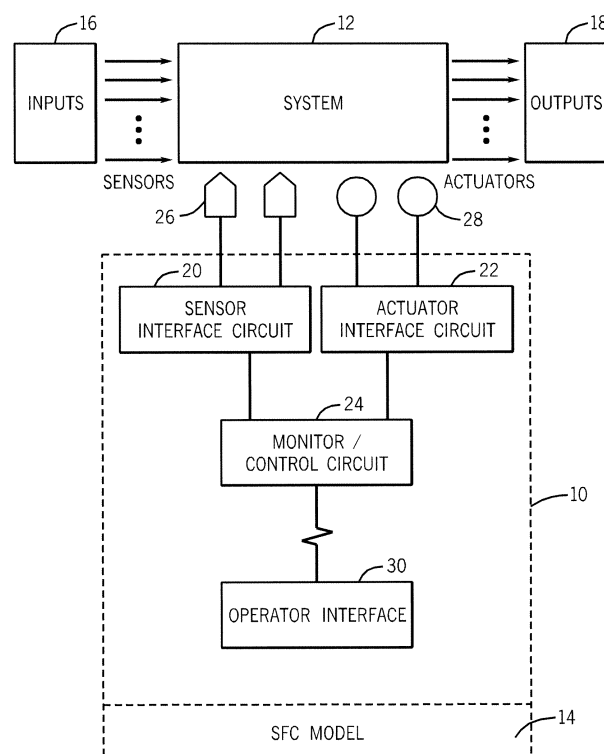 16
12
18
INPUTS
SYSTEM
OUTPUTS
SENSORS
ACTUATORS
26
28
20
22
SENSOR
INTERFACE CIRCUIT
ACTUATOR
INTERFACE CIRCUIT
24
MONITOR /
CONTROL CIRCUIT
10
30
OPERATOR INTERFACE
SFC MODEL
14